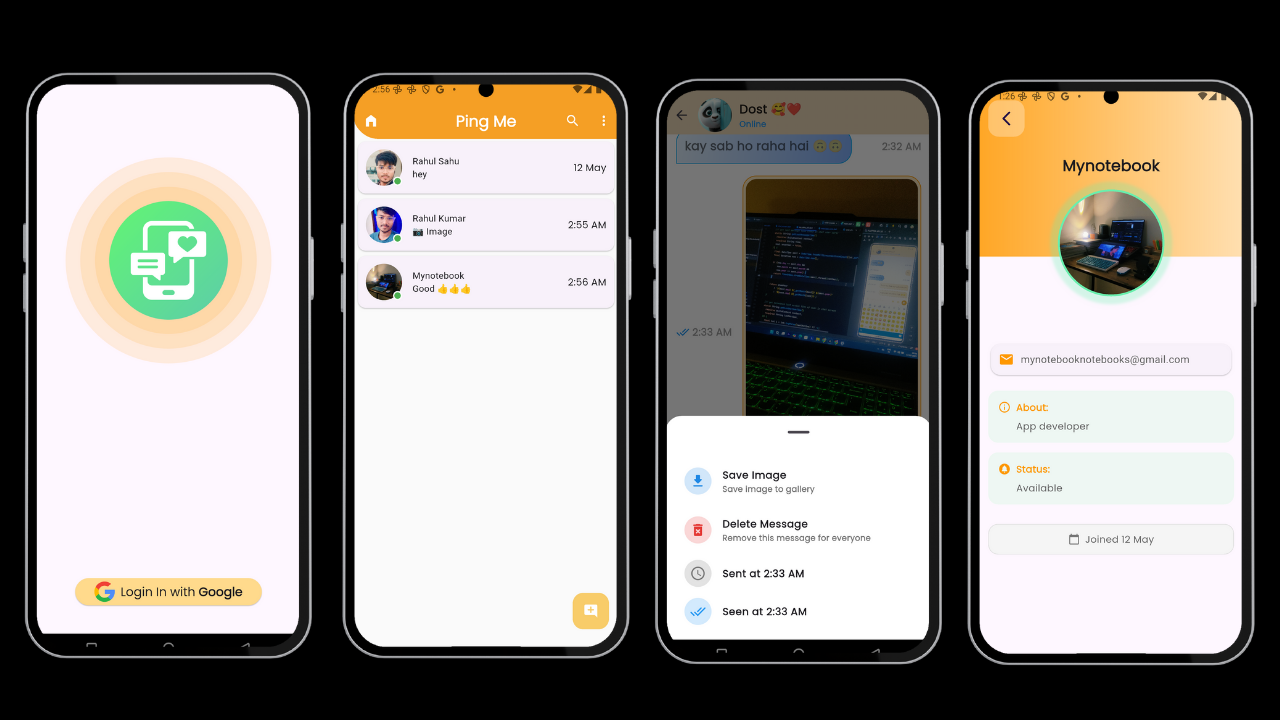 Login In with Google
2:56
Ping Me
Rahul Sahu
hey
12 May
Rahul Kumar
📷 Image
2:55 AM
Mynotebook
Good 👍👍👍
2:56 AM
Dost 🥰❤️
Online
kay sab ho raha hai 🙃🙃
2:32 AM
2:33 AM
Save Image
Save image to gallery
Delete Message
Remove this message for everyone
Sent at 2:33 AM
Seen at 2:33 AM
1:26
Mynotebook
mynotebooknotebooks@gmail.com
About:
App developer
Status:
Available
Joined 12 May